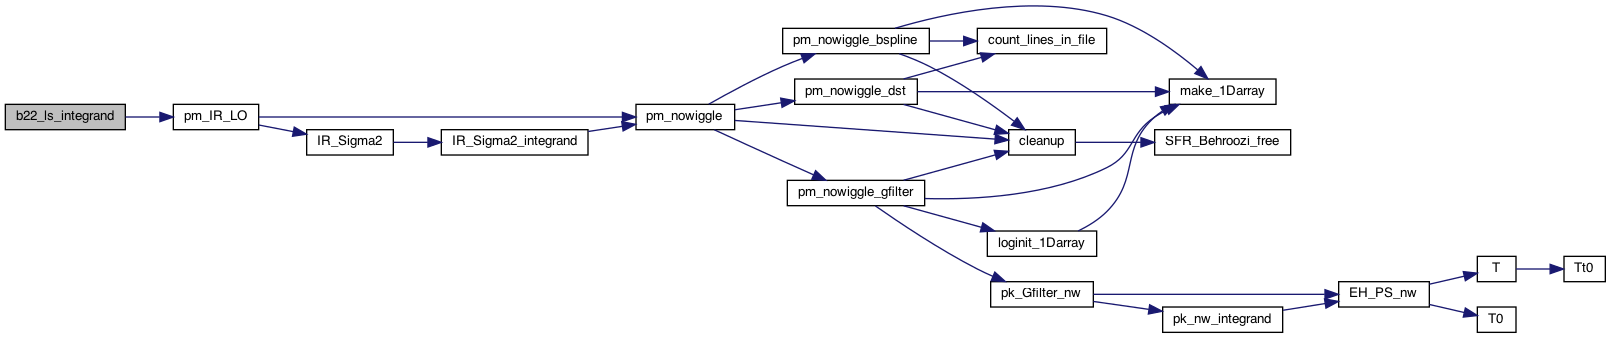 b22_ls_integrand
pm_IR_LO
IR_Sigma2
IR_Sigma2_integrand
pm_nowiggle
pm_nowiggle_bspline
pm_nowiggle_dst
pm_nowiggle_gfilter
count_lines_in_file
cleanup
loginit_1Darray
pk_Gfilter_nw
make_1Darray
SFR_Behroozi_free
pk_nw_integrand
EH_PS_nw
T
T0
Tt0